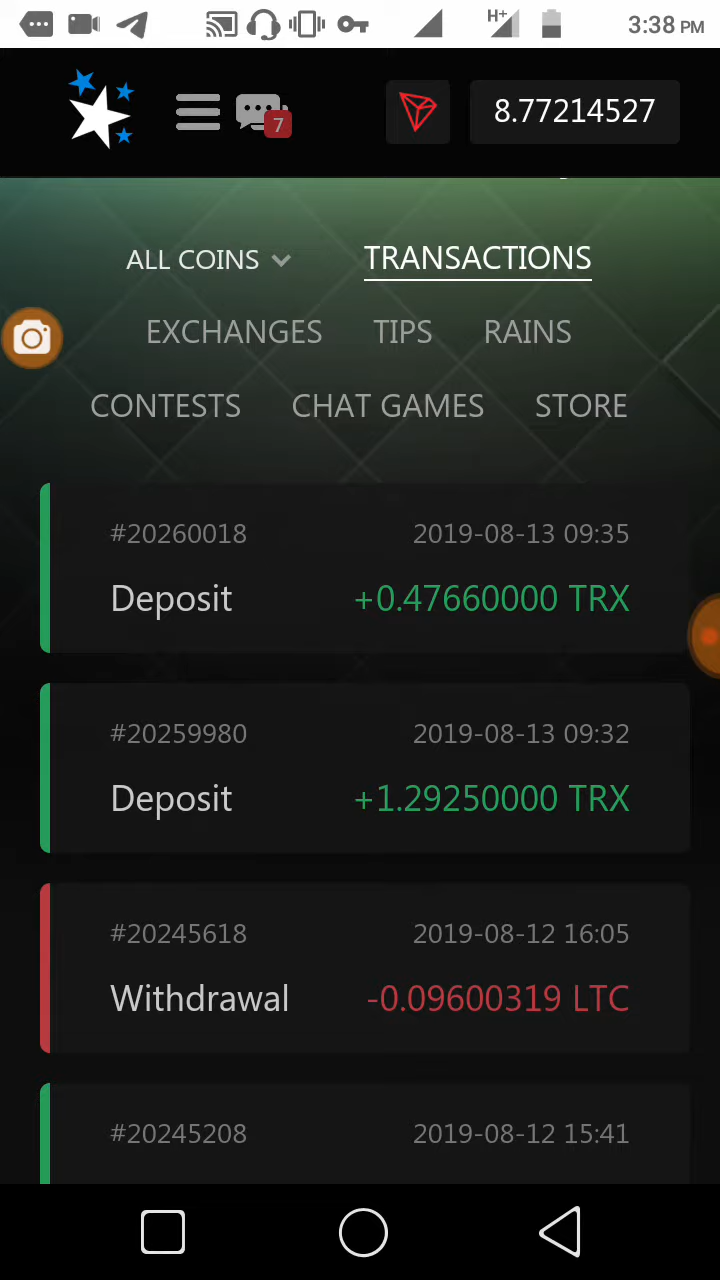 H+
3:38 PM
7
8.77214527
ALL COINS TRANSACTIONS
EXCHANGES TIPS RAINS
CONTESTS CHAT GAMES STORE
#20260018 2019-08-13 09:35
Deposit +0.47660000 TRX
#20259980 2019-08-13 09:32
Deposit +1.29250000 TRX
#20245618 2019-08-12 16:05
Withdrawal -0.09600319 LTC
#20245208 2019-08-12 15:41